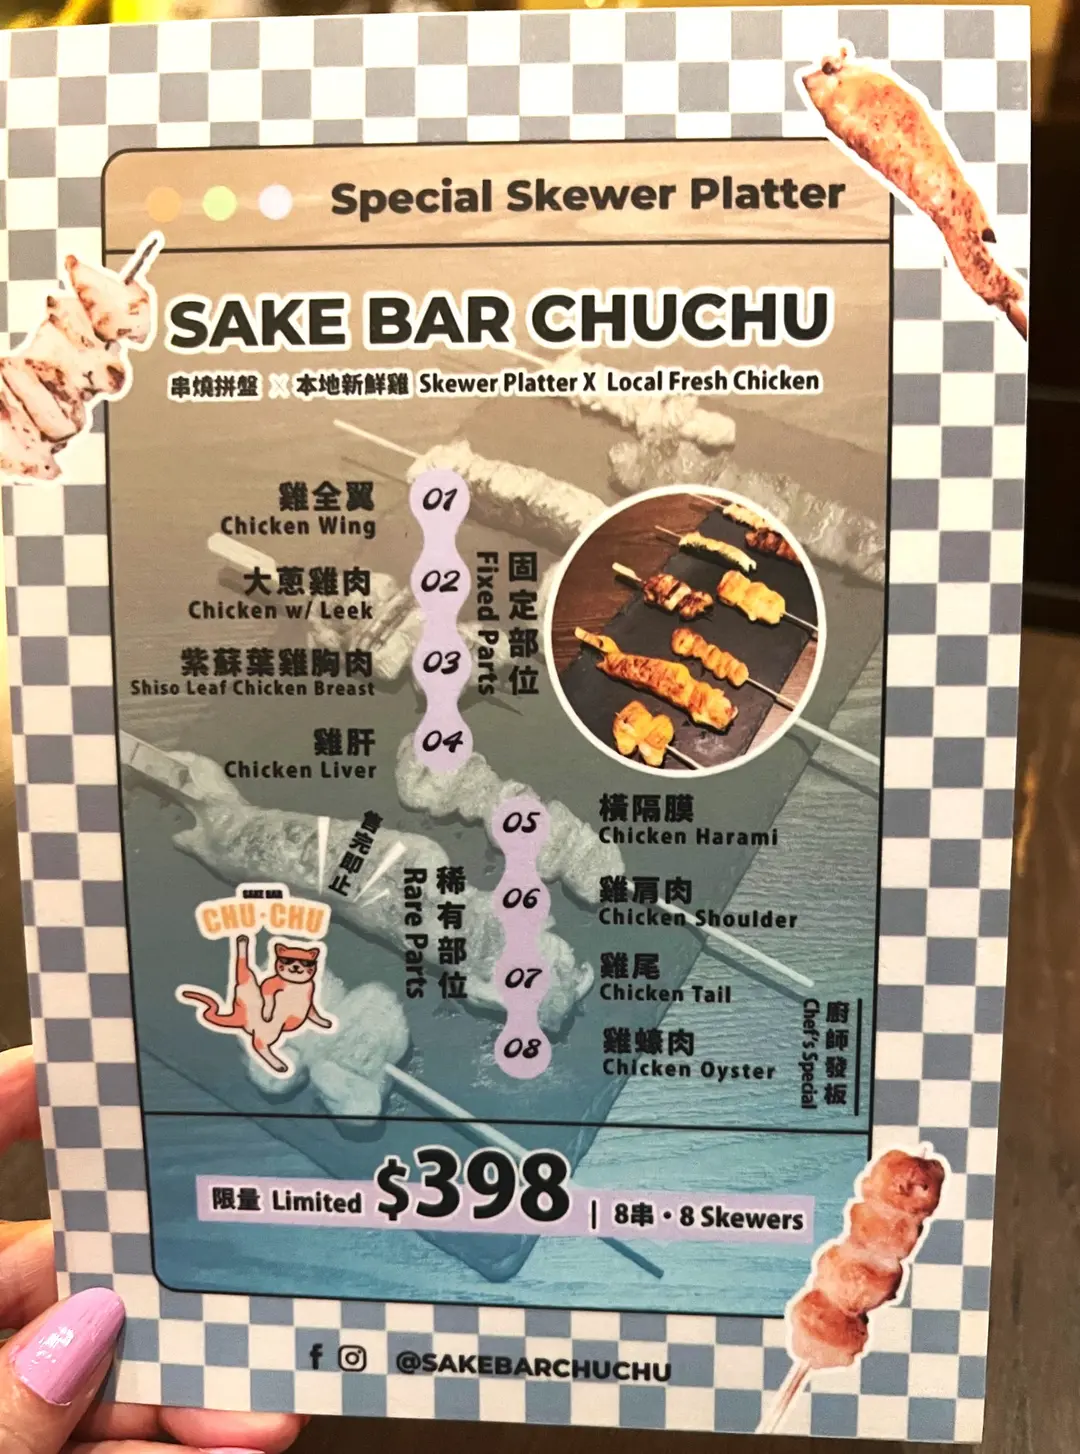 Special Skewer Platter
SAKE BAR CHUCHU
串燒拼盤 X 本地新鮮雞 Skewer Platter X Local Fresh Chicken
雞全翼
Chicken Wing
01
大蔥雞肉
Chicken w/ Leek
02
紫蘇葉雞胸肉
Shiso Leaf Chicken Breast
03
雞肝
Chicken Liver
04
固定部位
Fixed Parts
05
橫隔膜
Chicken Harami
06
雞肩肉
Chicken Shoulder
07
雞尾
Chicken Tail
08
雞蠔肉
Chicken Oyster
稀有部位
Rare Parts
售完即止
廚師發板
Chef's Special
SAKE BAR
CHU·CHU
限量 Limited $398 | 8串・8 Skewers
@SAKEBARCHUCHU